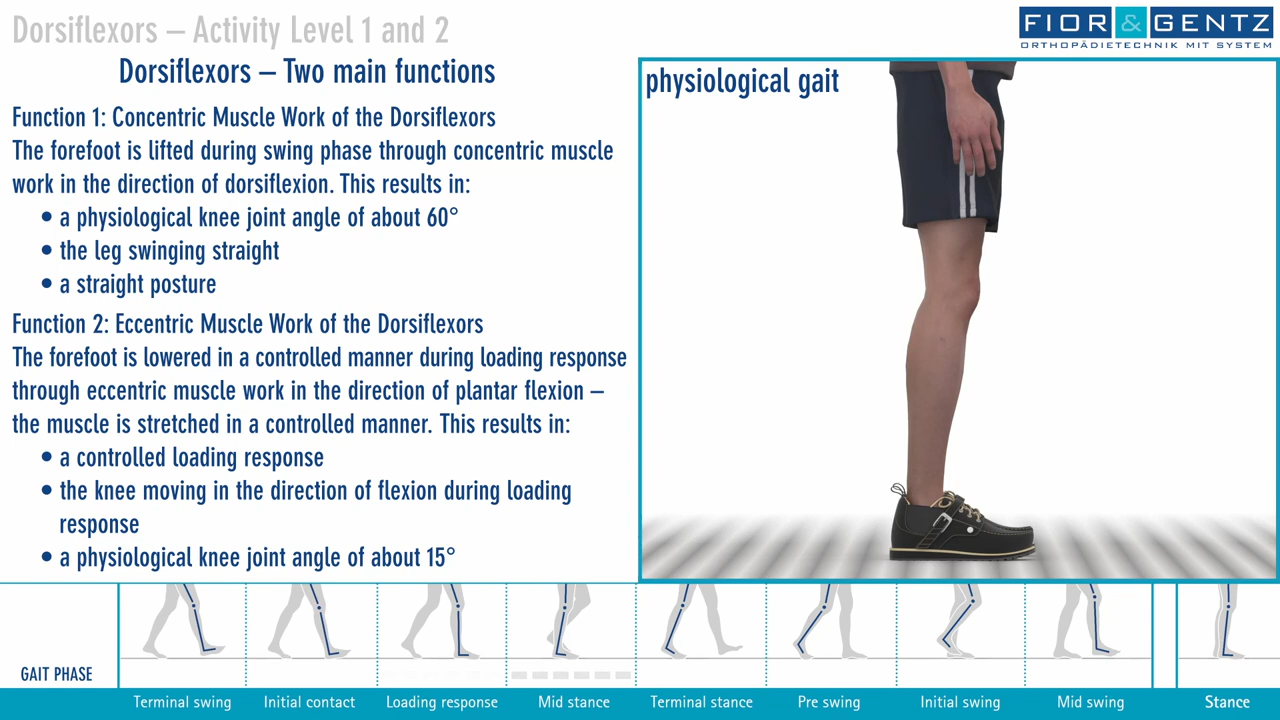 Dorsiflexors – Activity Level 1 and 2
FIOR & GENTZ
ORTHOPÄDIETECHNIK MIT SYSTEM
Dorsiflexors – Two main functions
Function 1: Concentric Muscle Work of the Dorsiflexors
The forefoot is lifted during swing phase through concentric muscle
work in the direction of dorsiflexion. This results in:
• a physiological knee joint angle of about 60°
• the leg swinging straight
• a straight posture
Function 2: Eccentric Muscle Work of the Dorsiflexors
The forefoot is lowered in a controlled manner during loading response
through eccentric muscle work in the direction of plantar flexion –
the muscle is stretched in a controlled manner. This results in:
• a controlled loading response
• the knee moving in the direction of flexion during loading
response
• a physiological knee joint angle of about 15°
physiological gait
GAIT PHASE
Terminal swing
Initial contact
Loading response
Mid stance
Terminal stance
Pre swing
Initial swing
Mid swing
Stance